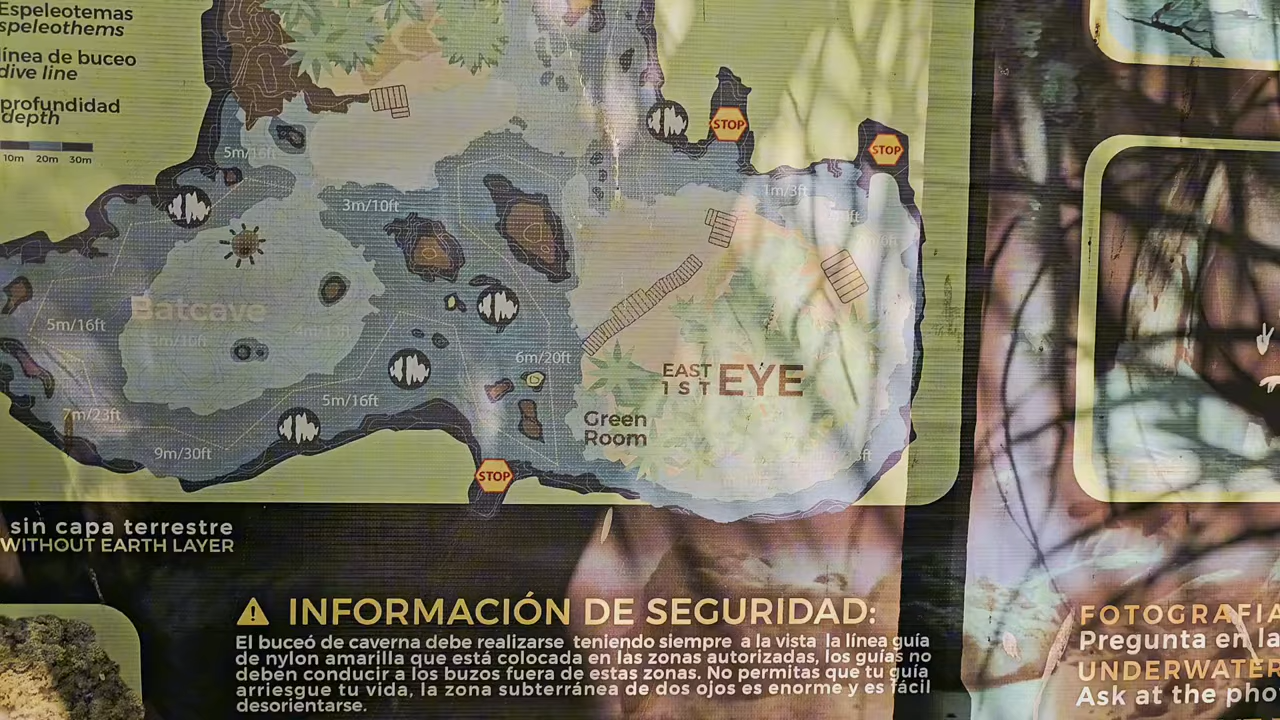 Espeleotemas
speleothems
línea de buceo
dive line
profundidad
depth
10m 20m 30m
5m/16ft
STOP
STOP
1m/3ft
3m/10ft
Batcave
5m/16ft
6m/20ft
EAST
1ST EYE
5m/16ft
7m/23ft
Green
Room
9m/30ft
STOP
sin capa terrestre
WITHOUT EARTH LAYER
INFORMACIÓN DE SEGURIDAD:
El buceó de caverna debe realizarse teniendo siempre a la vista la línea guía
de nylon amarilla que está colocada en las zonas autorizadas, los guías no
deben conducir a los buzos fuera de estas zonas. No permitas que tu guía
arriesgue tu vida, la zona subterránea de dos ojos es enorme y es fácil
desorientarse.
FOTOGRAFIA
Pregunta en la
UNDERWATER
Ask at the pho